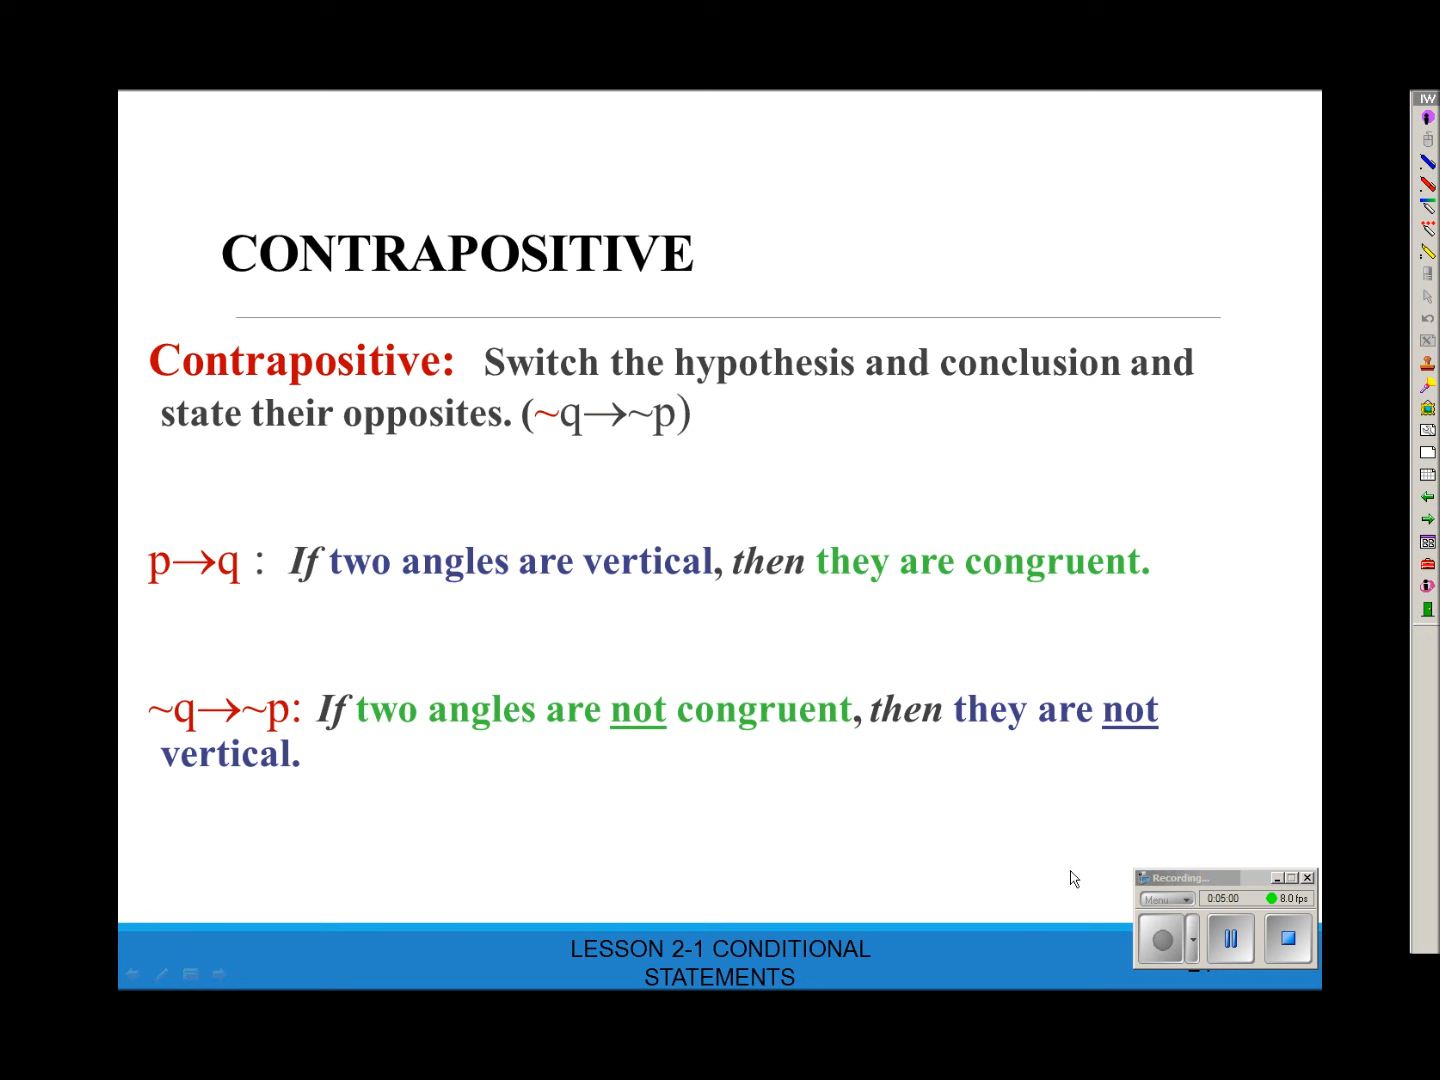 IW
CONTRAPOSITIVE
Contrapositive: Switch the hypothesis and conclusion and
state their opposites. (~q→~p)
p→q : If two angles are vertical, then they are congruent.
~q→~p: If two angles are not congruent, then they are not
vertical.
Recording...
Menu 0:05:00 8.0 fps
LESSON 2-1 CONDITIONAL
STATEMENTS